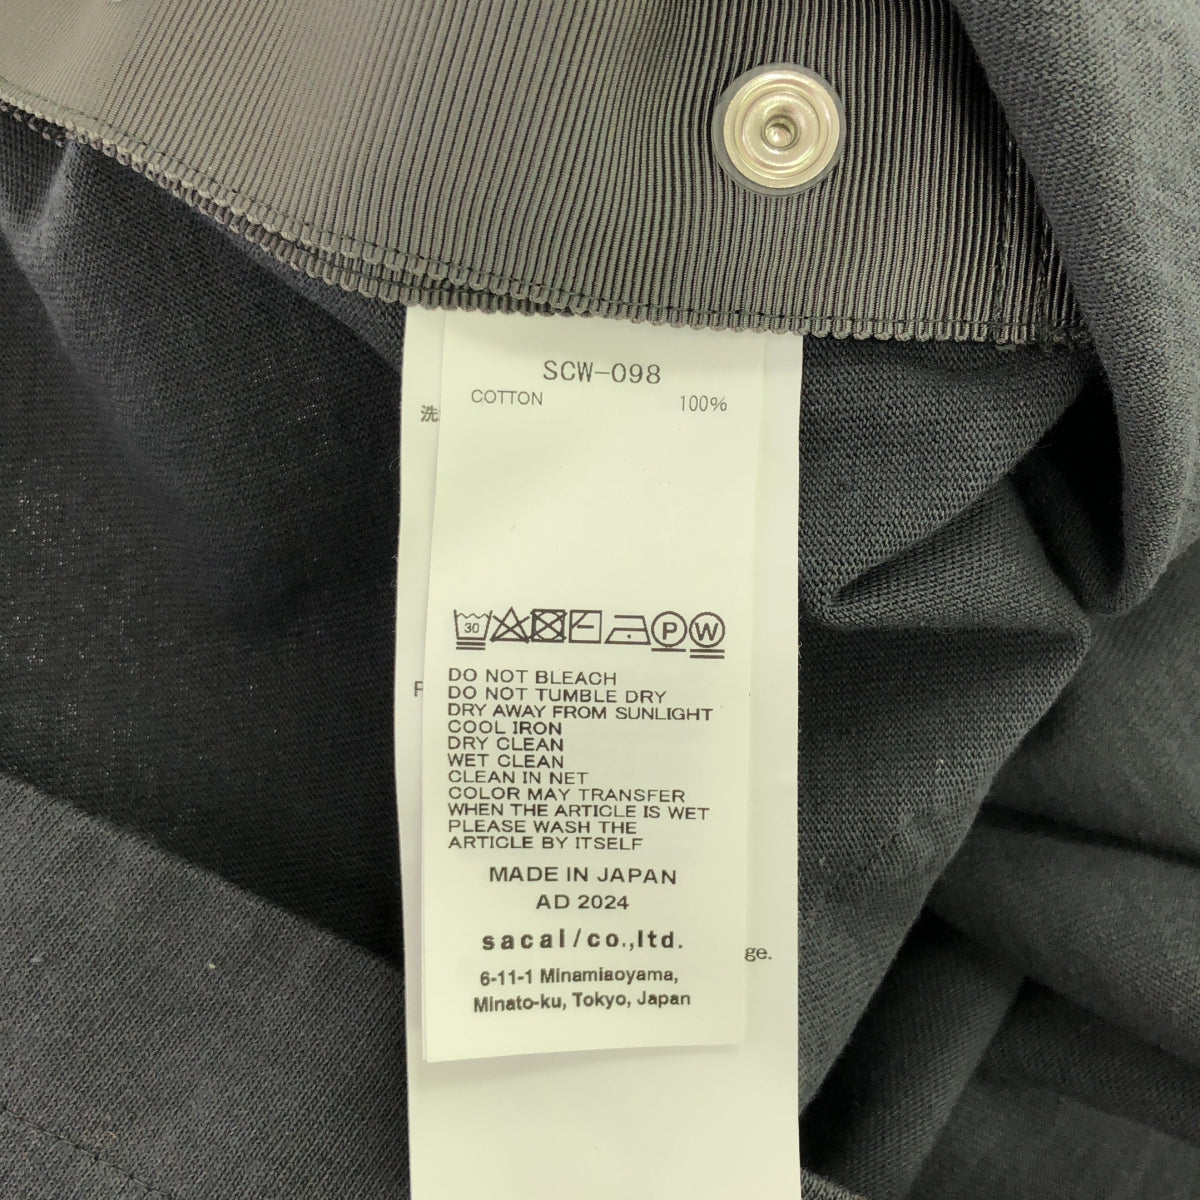 SCW-098
COTTON 100%
洗
30
P W
DO NOT BLEACH
DO NOT TUMBLE DRY
DRY AWAY FROM SUNLIGHT
COOL IRON
DRY CLEAN
WET CLEAN
CLEAN IN NET
COLOR MAY TRANSFER
WHEN THE ARTICLE IS WET
PLEASE WASH THE
ARTICLE BY ITSELF
MADE IN JAPAN
AD 2024
sacai/co.,ltd.
ge.
6-11-1 Minamiaoyama,
Minato-ku, Tokyo, Japan